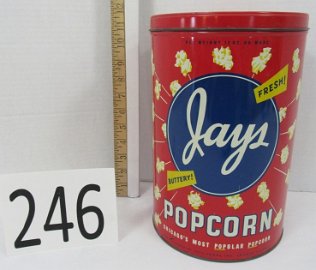 FRESH!
Jays
BUTTERY!
POPCORN
CHICAGO'S MOST POPULAR POPCORN
246